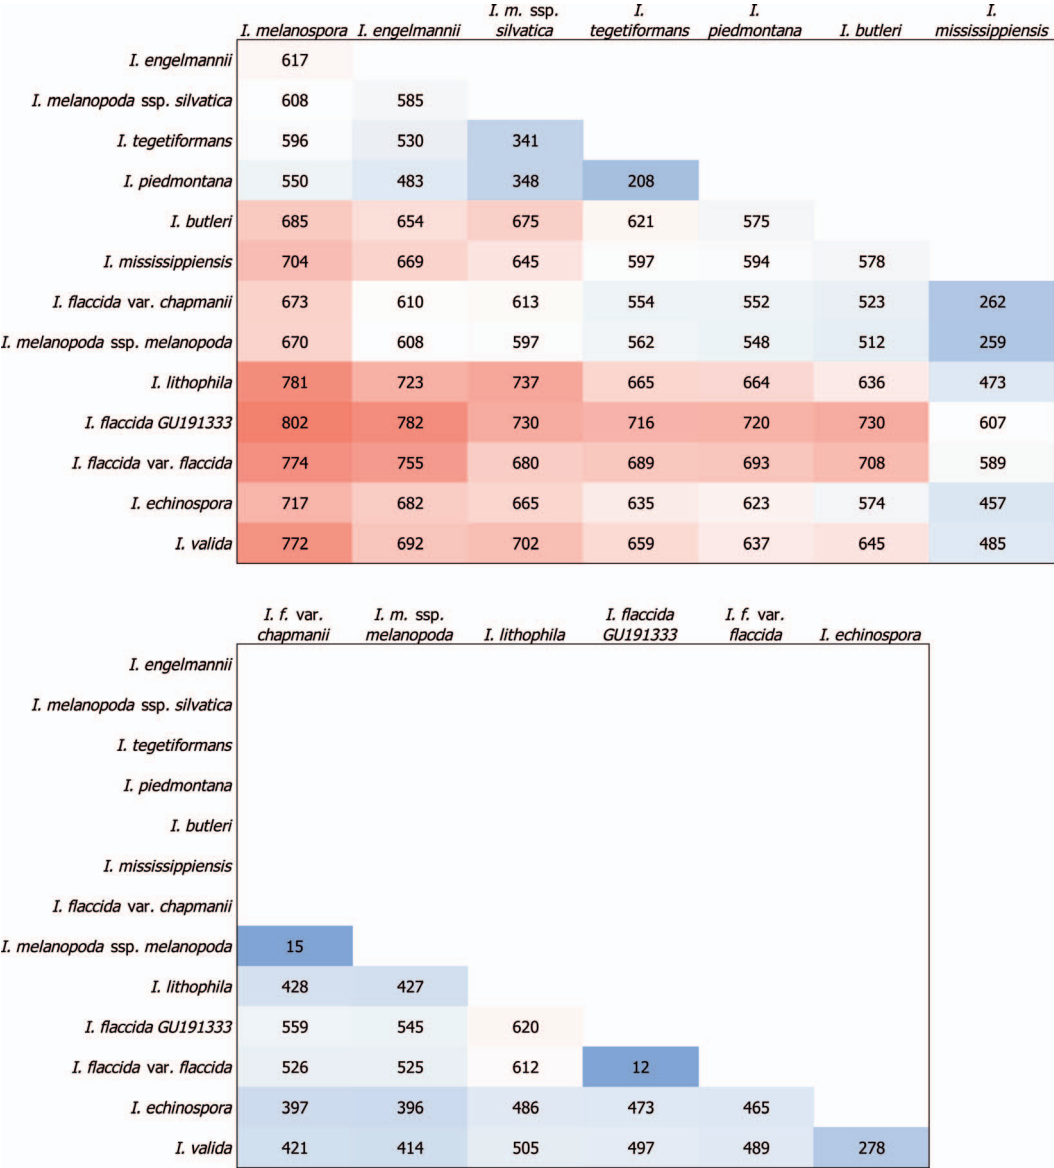 I. m. ssp. I. I. I.
I. melanospora I. engelmannii silvatica tegetiformans piedmontana I. butleri mississippiensis
I. engelmannii 617
I. melanopoda ssp. silvatica 608 585
I. tegetiformans 596 530 341
I. piedmontana 550 483 348 208
I. butleri 685 654 675 621 575
I. mississippiensis 704 669 645 597 594 578
I. flaccida var. chapmanii 673 610 613 554 552 523 262
I. melanopoda ssp. melanopoda 670 608 597 562 548 512 259
I. lithophila 781 723 737 665 664 636 473
I. flaccida GU191333 802 782 730 716 720 730 607
I. flaccida var. flaccida 774 755 680 689 693 708 589
I. echinospora 717 682 665 635 623 574 457
I. valida 772 692 702 659 637 645 485
I. f. var. I. m. ssp. I. flaccida I. f. var.
chapmanii melanopoda I. lithophila GU191333 flaccida I. echinospora
I. engelmannii
I. melanopoda ssp. silvatica
I. tegetiformans
I. piedmontana
I. butleri
I. mississippiensis
I. flaccida var. chapmanii
I. melanopoda ssp. melanopoda 15
I. lithophila 428 427
I. flaccida GU191333 559 545 620
I. flaccida var. flaccida 526 525 612 12
I. echinospora 397 396 486 473 465
I. valida 421 414 505 497 489 278